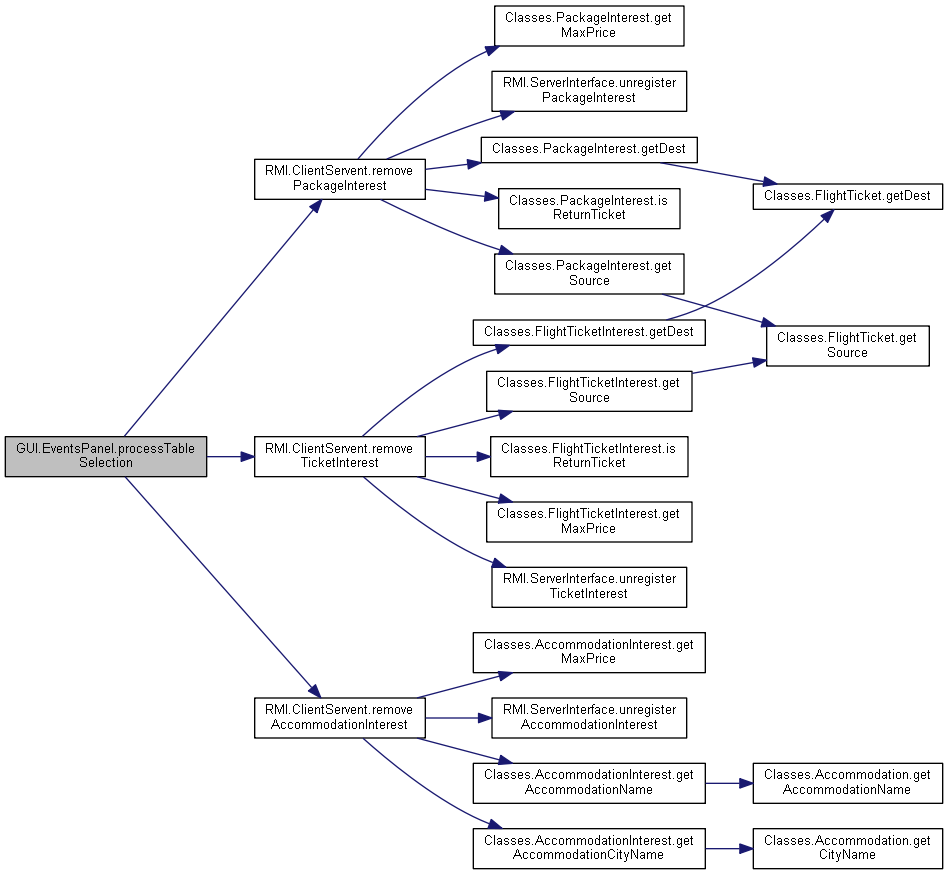 Classes.PackageInterest.get
MaxPrice
RMI.ServerInterface.unregister
PackageInterest
Classes.PackageInterest.getDest
RMI.ClientServent.remove
PackageInterest
Classes.FlightTicket.getDest
Classes.PackageInterest.is
ReturnTicket
Classes.PackageInterest.get
Source
Classes.FlightTicketInterest.getDest
Classes.FlightTicket.get
Source
Classes.FlightTicketInterest.get
Source
GUI.EventsPanel.processTable
Selection
RMI.ClientServent.remove
TicketInterest
Classes.FlightTicketInterest.is
ReturnTicket
Classes.FlightTicketInterest.get
MaxPrice
RMI.ServerInterface.unregister
TicketInterest
Classes.AccommodationInterest.get
MaxPrice
RMI.ClientServent.remove
AccommodationInterest
RMI.ServerInterface.unregister
AccommodationInterest
Classes.AccommodationInterest.get
AccommodationName
Classes.Accommodation.get
AccommodationName
Classes.AccommodationInterest.get
AccommodationCityName
Classes.Accommodation.get
CityName